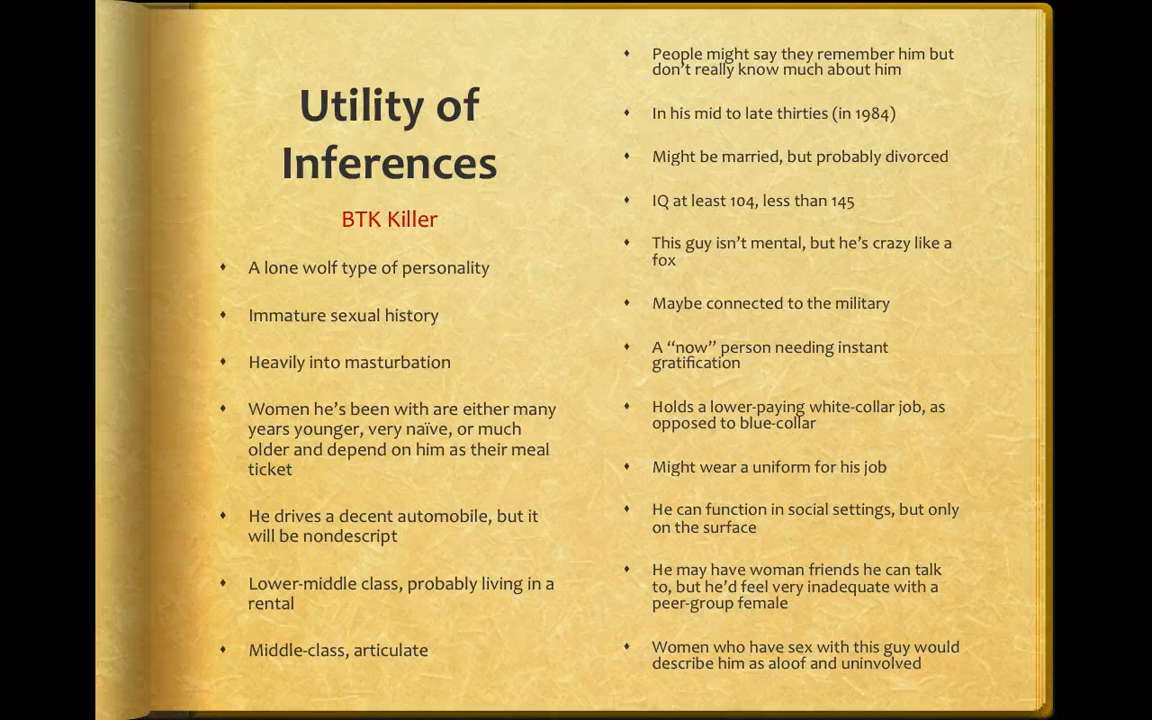 Utility of
Inferences
BTK Killer
A lone wolf type of personality
Immature sexual history
Heavily into masturbation
Women he's been with are either many
years younger, very naïve, or much
older and depend on him as their meal
ticket
He drives a decent automobile, but it
will be nondescript
Lower-middle class, probably living in a
rental
Middle-class, articulate
People might say they remember him but
don't really know much about him
In his mid to late thirties (in 1984)
Might be married, but probably divorced
IQ at least 104, less than 145
This guy isn't mental, but he's crazy like a
fox
Maybe connected to the military
A “now” person needing instant
gratification
Holds a lower-paying white-collar job, as
opposed to blue-collar
Might wear a uniform for his job
He can function in social settings, but only
on the surface
He may have woman friends he can talk
to, but he'd feel very inadequate with a
peer-group female
Women who have sex with this guy would
describe him as aloof and uninvolved